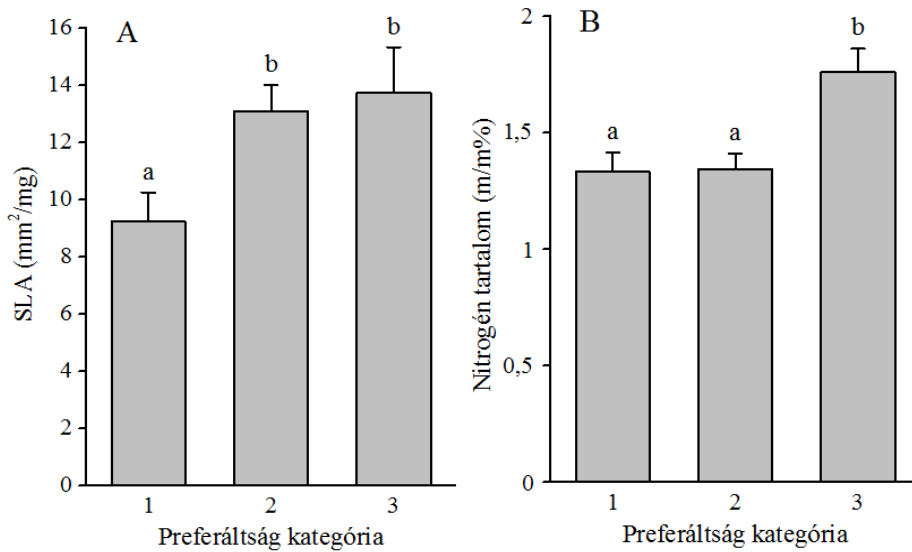 A
SLA (mm²/mg)
16
14
12
10
8
6
4
2
0
a
b
b
1
2
3
Preferáltság kategória
B
Nitrogén tartalom (m/m%)
2
1,5
1
0,5
0
a
a
b
1
2
3
Preferáltság kategória